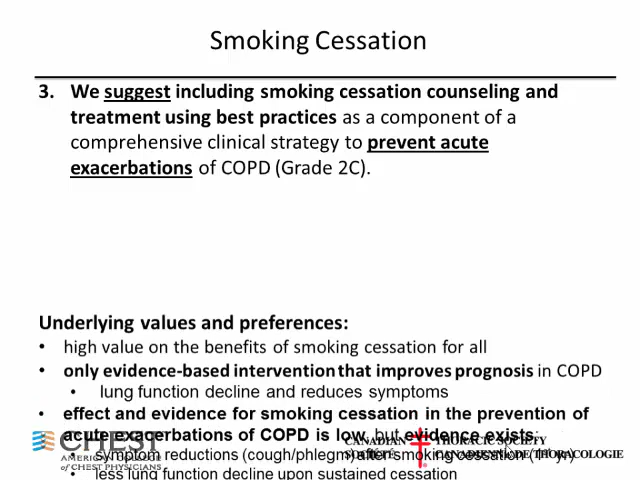 Smoking Cessation
3. We suggest including smoking cessation counseling and
treatment using best practices as a component of a
comprehensive clinical strategy to prevent acute
exacerbations of COPD (Grade 2C).
Underlying values and preferences:
• high value on the benefits of smoking cessation for all
• only evidence-based intervention that improves prognosis in COPD
• lung function decline and reduces symptoms
• effect and evidence for smoking cessation in the prevention of
acute exacerbations of COPD is low, but evidence exists:
• symptom reductions (cough/phlegm) after smoking cessation (1 yr)
• less lung function decline upon sustained cessation
CHEST
AMERICAN COLLEGE
of CHEST PHYSICIANS
CANADIAN THORACIC SOCIETY
SOCIÉTÉ CANADIENNE DE THORACOLOGIE